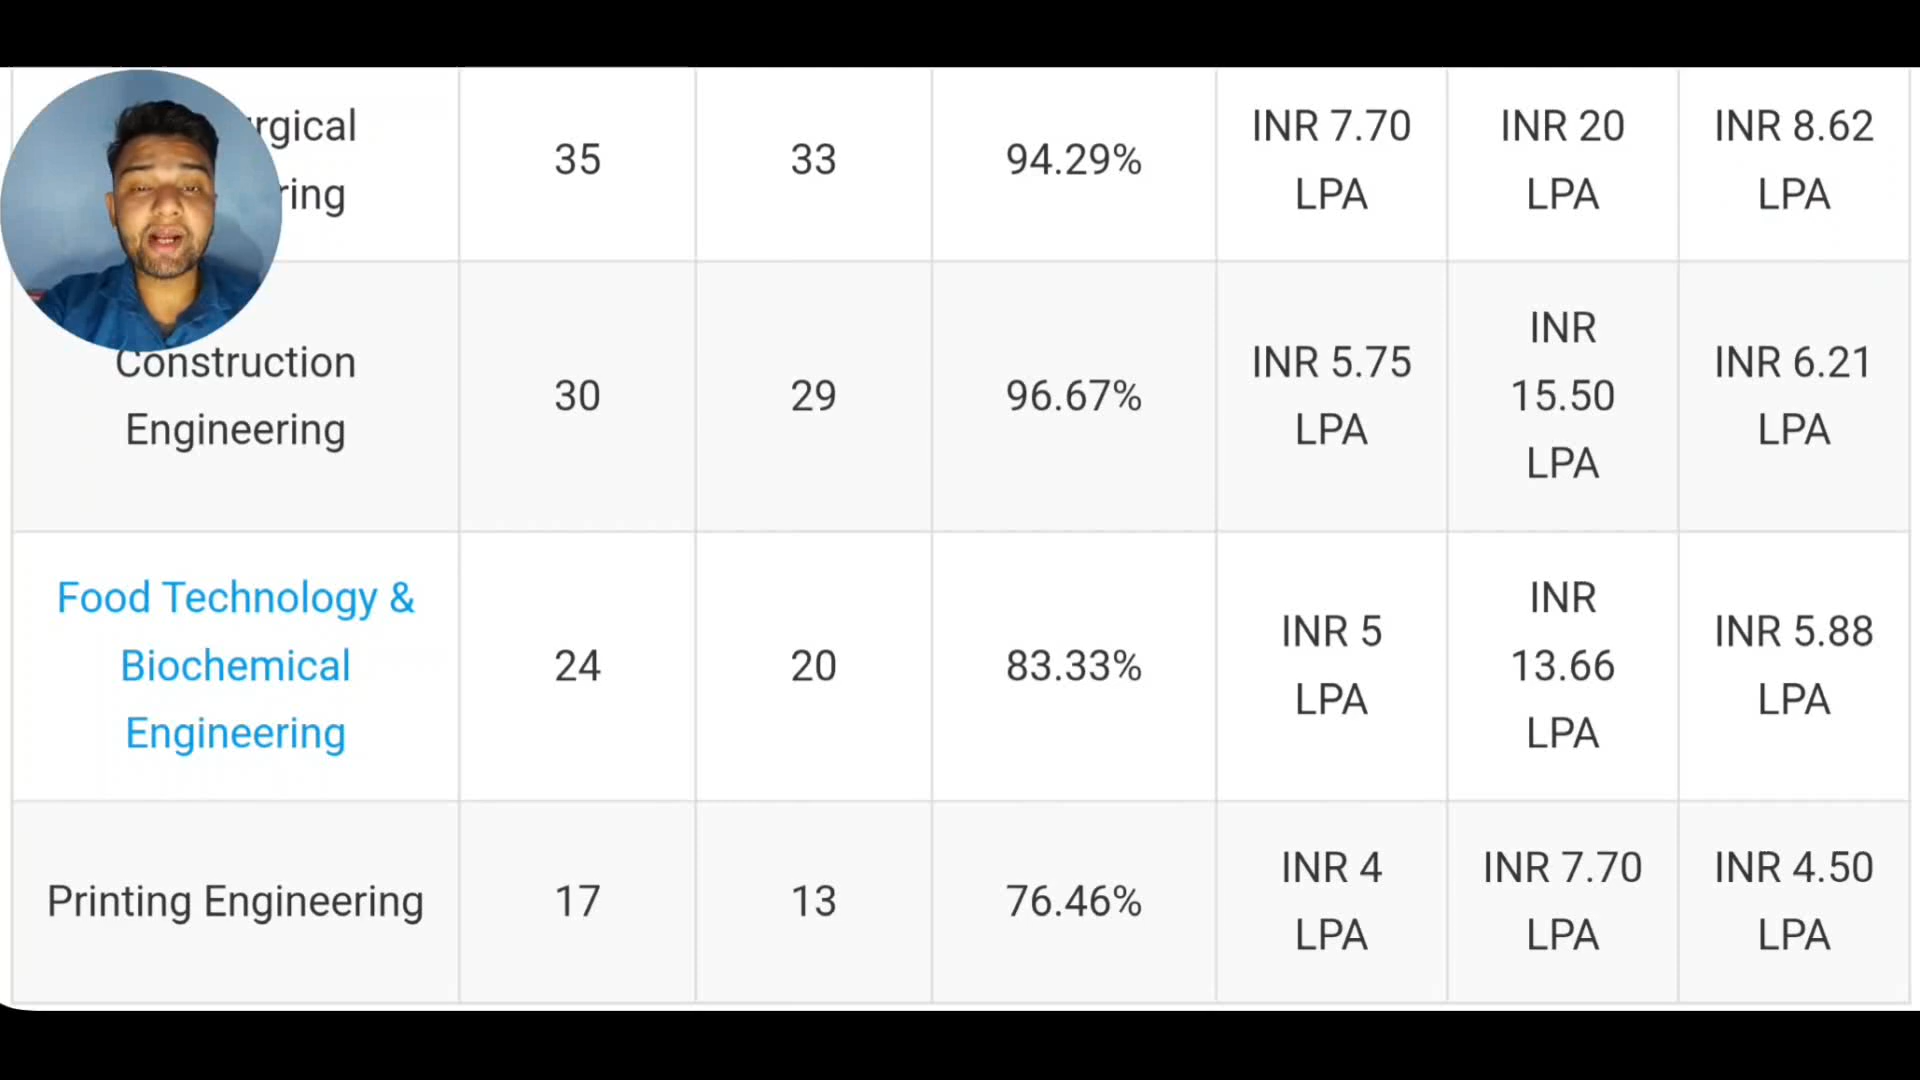 35 33 94.29% INR 7.70 LPA INR 20 LPA INR 8.62 LPA
Construction Engineering 30 29 96.67% INR 5.75 LPA INR 15.50 LPA INR 6.21 LPA
Food Technology & Biochemical Engineering 24 20 83.33% INR 5 LPA INR 13.66 LPA INR 5.88 LPA
Printing Engineering 17 13 76.46% INR 4 LPA INR 7.70 LPA INR 4.50 LPA